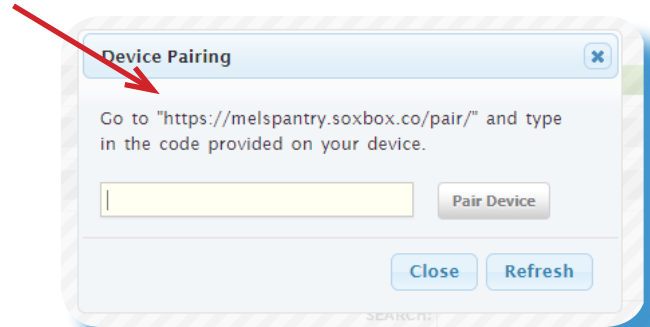 Device Pairing
Go to "https://melspantry.soxbox.co/pair/" and type
in the code provided on your device.
Pair Device
Close Refresh
SEARCH: